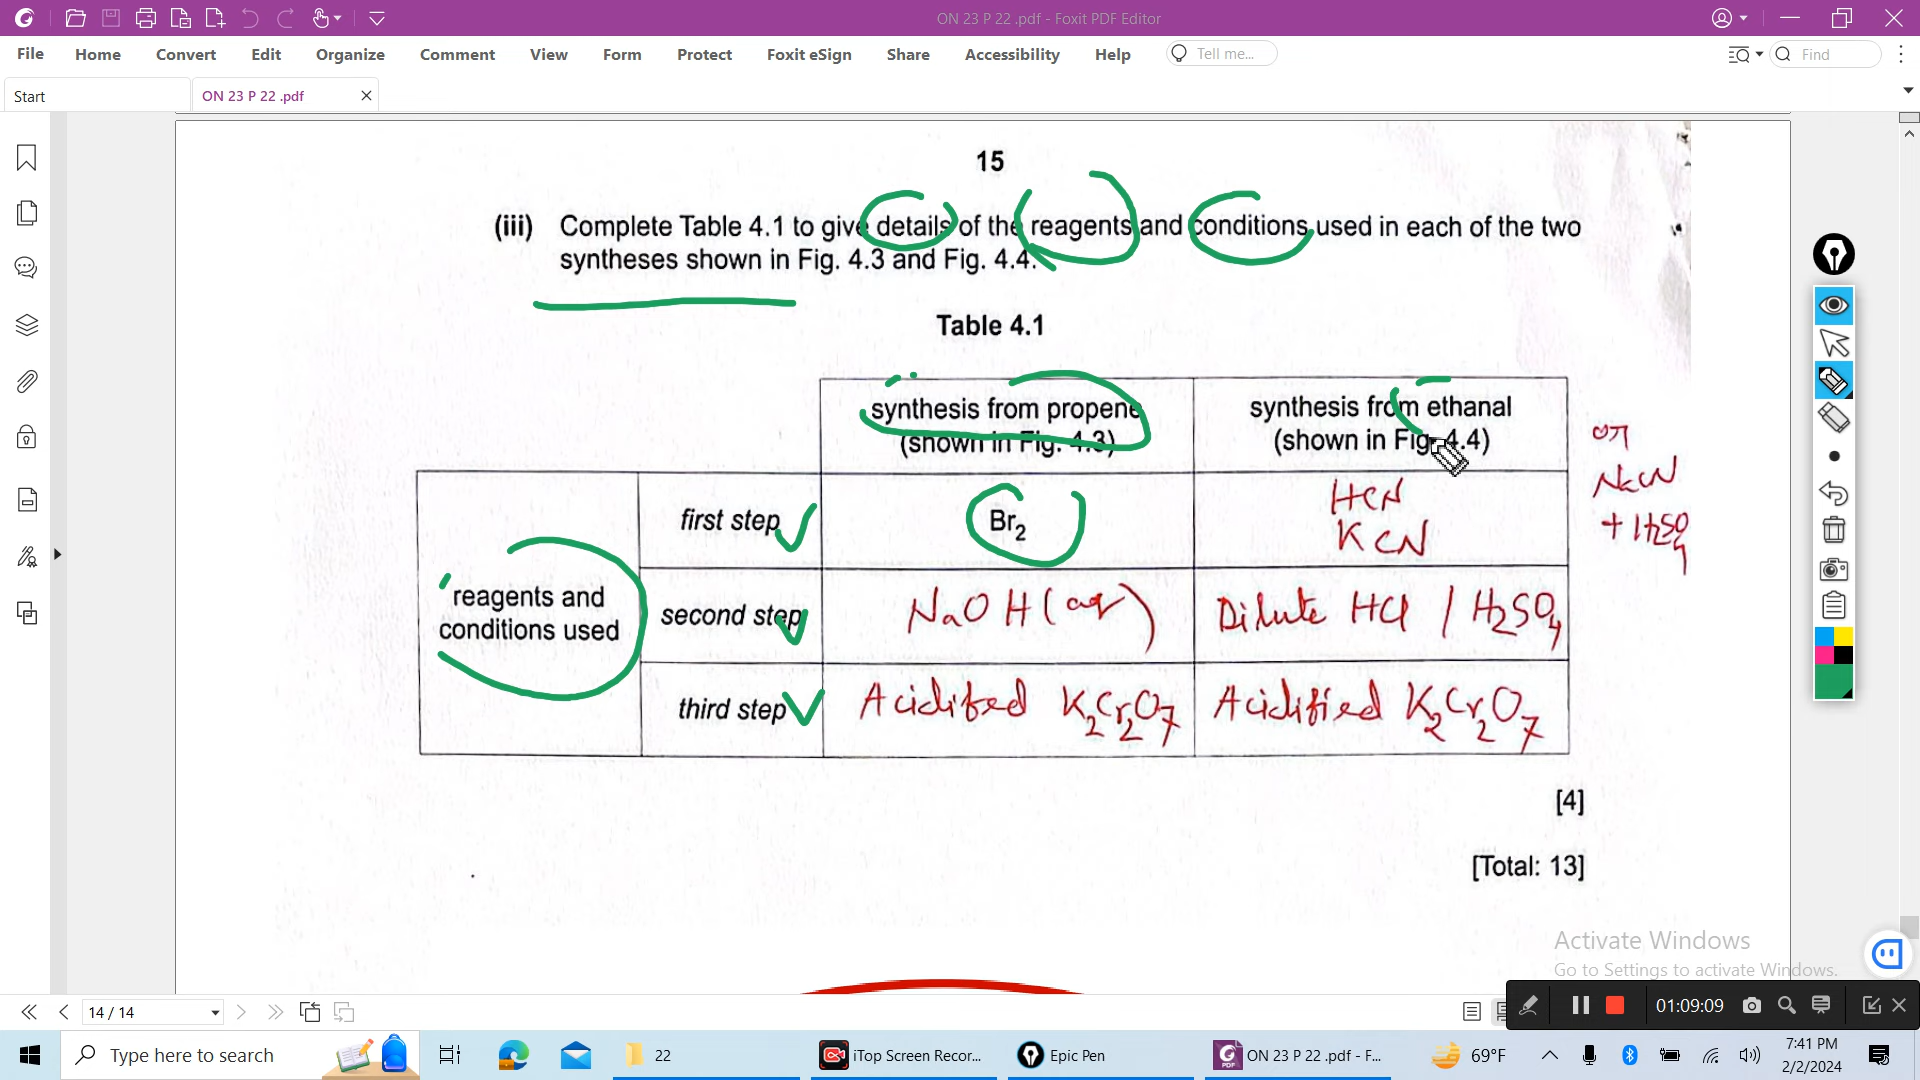 ON 23 P 22 .pdf - Foxit PDF Editor
File Home Convert Edit Organize Comment View Form Protect Foxit eSign Share Accessibility Help Tell me... Find
Start ON 23 P 22 .pdf
15
(iii) Complete Table 4.1 to give details of the reagents and conditions used in each of the two
syntheses shown in Fig. 4.3 and Fig. 4.4.
Table 4.1
synthesis from propene
(shown in Fig. 4.3)
synthesis from ethanal
(shown in Fig. 4.4)
or
NaCN
+ H2SO4
reagents and
conditions used
first step
Br2
HCN
KCN
second step
NaOH(aq)
Dilute HCl / H2SO4
third step
Acidified K2Cr2O7
Acidified K2Cr2O7
[4]
[Total: 13]
Activate Windows
Go to Settings to activate Windows.
14 / 14
01:09:09
Type here to search
22
iTop Screen Recor...
Epic Pen
ON 23 P 22 .pdf - F...
69°F
7:41 PM
2/2/2024